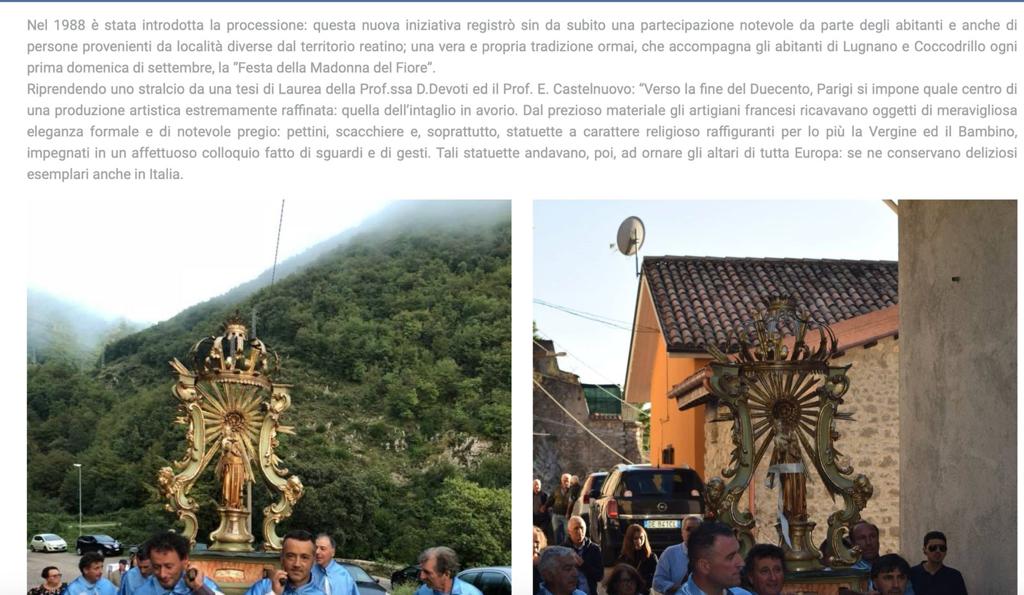 Nel 1988 è stata introdotta la processione: questa nuova iniziativa registrò sin da subito una partecipazione notevole da parte degli abitanti e anche di
persone provenienti da località diverse dal territorio reatino; una vera e propria tradizione ormai, che accompagna gli abitanti di Lugnano e Coccodrillo ogni
prima domenica di settembre, la "Festa della Madonna del Fiore".
Riprendendo uno stralcio da una tesi di Laurea della Prof.ssa D.Devoti ed il Prof. E. Castelnuovo: "Verso la fine del Duecento, Parigi si impone quale centro di
una produzione artistica estremamente raffinata: quella dell'intaglio in avorio. Dal prezioso materiale gli artigiani francesi ricavavano oggetti di meravigliosa
eleganza formale e di notevole pregio: pettini, scacchiere e, soprattutto, statuette a carattere religioso raffiguranti per lo più la Vergine ed il Bambino,
impegnati in un affettuoso colloquio fatto di sguardi e di gesti. Tali statuette andavano, poi, ad ornare gli altari di tutta Europa: se ne conservano deliziosi
esemplari anche in Italia.